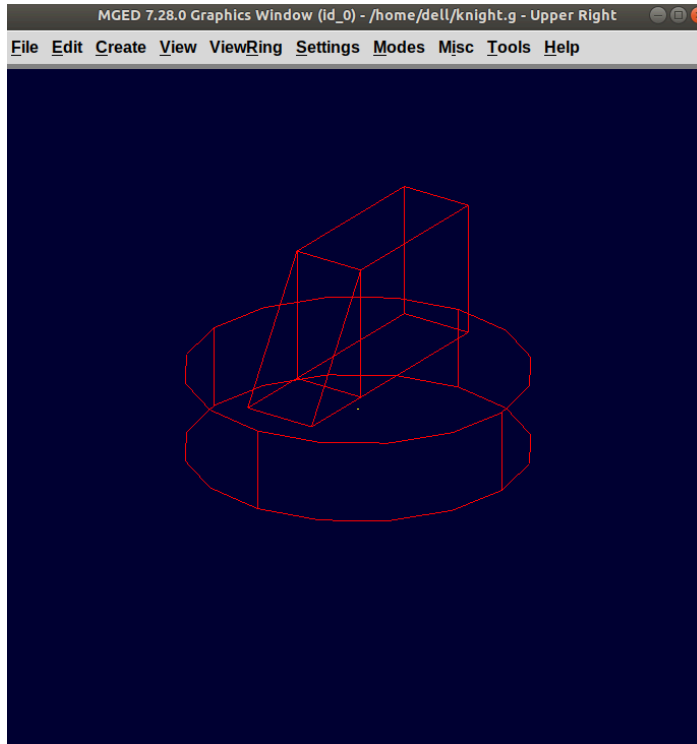 MGED 7.28.0 Graphics Window (id_0) - /home/dell/knight.g - Upper Right
File Edit Create View ViewRing Settings Modes Misc Tools Help